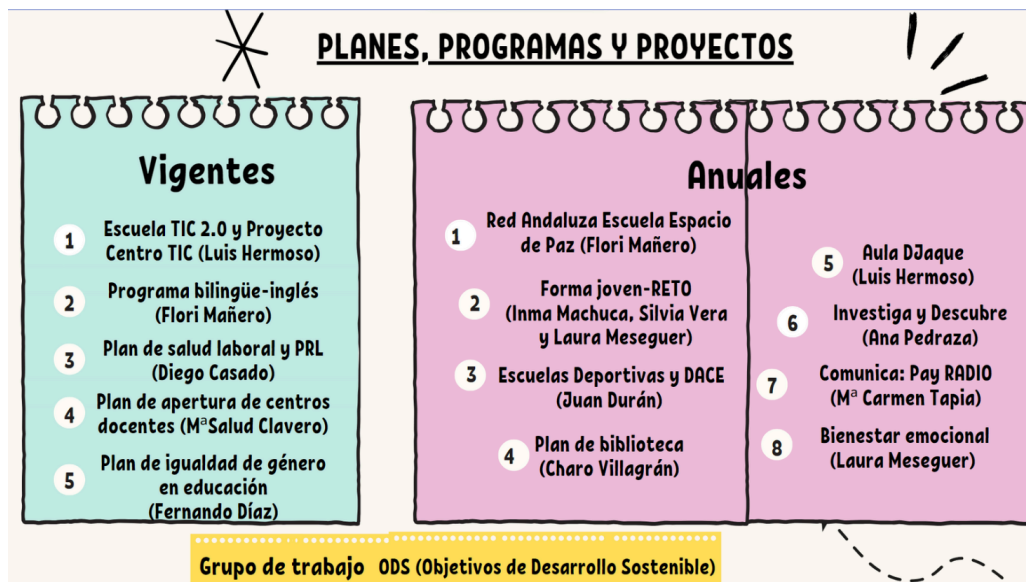 PLANES, PROGRAMAS Y PROYECTOS
Vigentes
1
Escuela TIC 2.0 y Proyecto
Centro TIC (Luis Hermoso)
2
Programa bilingüe-inglés
(Flori Mañero)
3
Plan de salud laboral y PRL
(Diego Casado)
4
Plan de apertura de centros
docentes (MªSalud Clavero)
5
Plan de igualdad de género
en educación
(Fernando Díaz)
Anuales
1
Red Andaluza Escuela Espacio
de Paz (Flori Mañero)
2
Forma joven-RETO
(Inma Machuca, Silvia Vera
y Laura Meseguer)
3
Escuelas Deportivas y DACE
(Juan Durán)
4
Plan de biblioteca
(Charo Villagrán)
5
Aula DJaque
(Luis Hermoso)
6
Investiga y Descubre
(Ana Pedraza)
7
Comunica: Pay RADIO
(Mª Carmen Tapia)
8
Bienestar emocional
(Laura Meseguer)
Grupo de trabajo ODS (Objetivos de Desarrollo Sostenible)